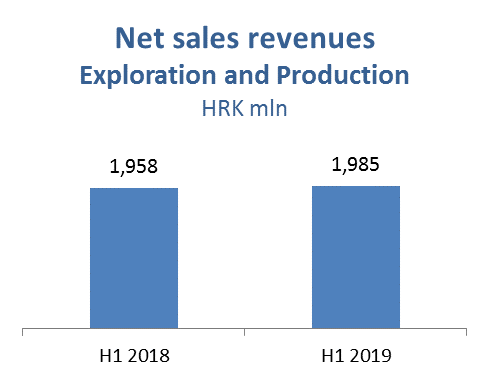 Net sales revenues
Exploration and Production
HRK mln
1,958
1,985
H1 2018
H1 2019